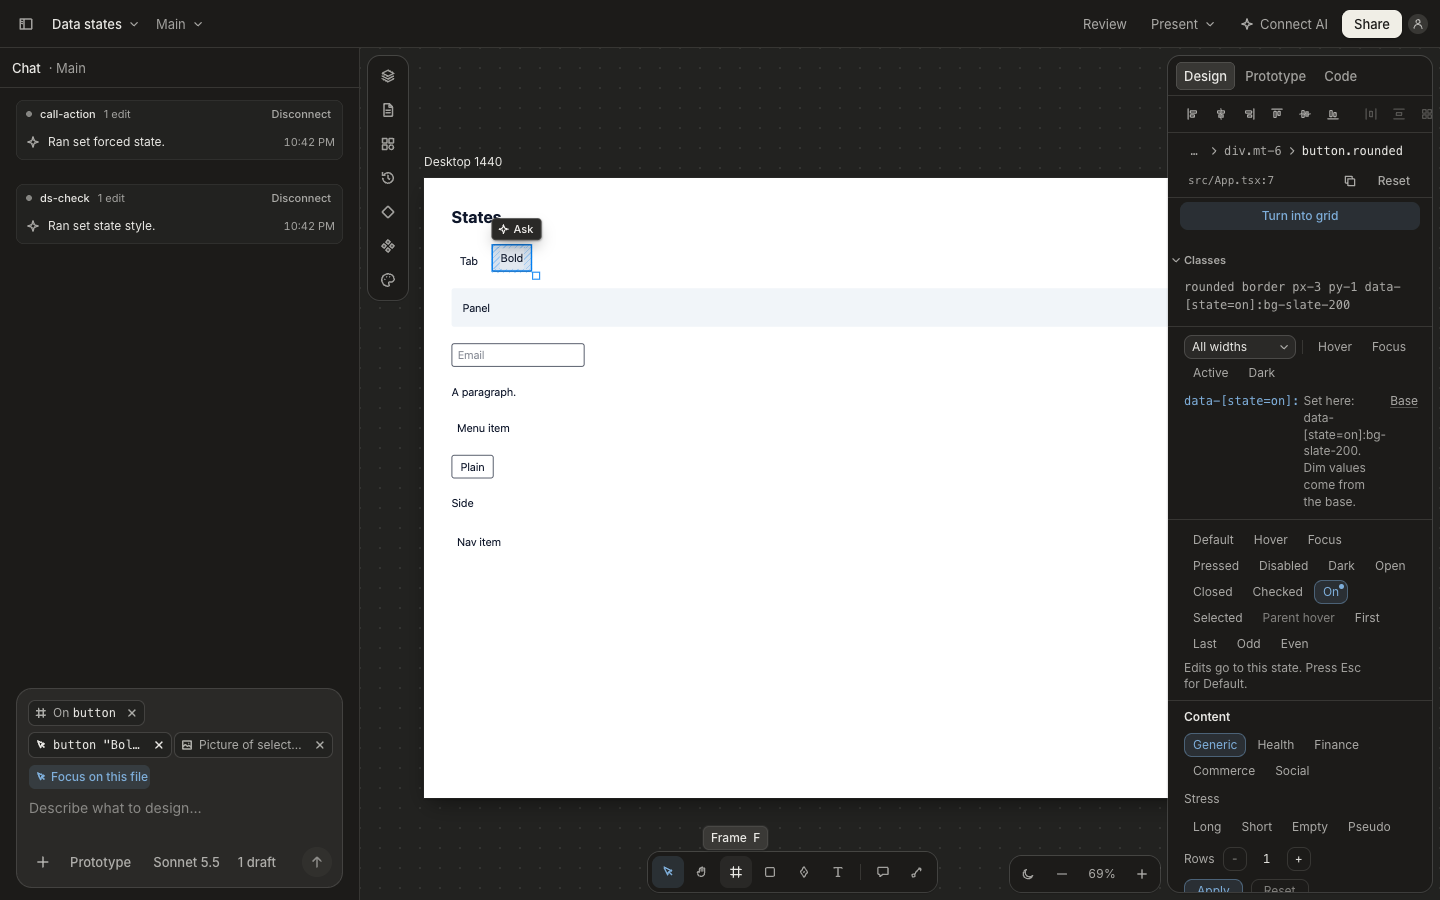 Data states
Main
Review
Present
Connect AI
Share
Chat · Main
call-action 1 edit Disconnect
Ran set forced state. 10:42 PM
ds-check 1 edit Disconnect
Ran set state style. 10:42 PM
On button
button "Bol... Picture of select...
Focus on this file
Describe what to design...
Prototype Sonnet 5.5 1 draft
Desktop 1440
States
Ask
Tab Bold
Panel
Email
A paragraph.
Menu item
Plain
Side
Nav item
Frame F
69%
Design Prototype Code
... > div.mt-6 > button.rounded
src/App.tsx:7 Reset
Turn into grid
Classes
rounded border px-3 py-1 data-
[state=on]:bg-slate-200
All widths Hover Focus
Active Dark
data-[state=on]: Set here: Base
data-
[state=on]:bg-
slate-200.
Dim values
come from
the base.
Default Hover Focus
Pressed Disabled Dark Open
Closed Checked On
Selected Parent hover First
Last Odd Even
Edits go to this state. Press Esc
for Default.
Content
Generic Health Finance
Commerce Social
Stress
Long Short Empty Pseudo
Rows - 1 +
Apply Reset